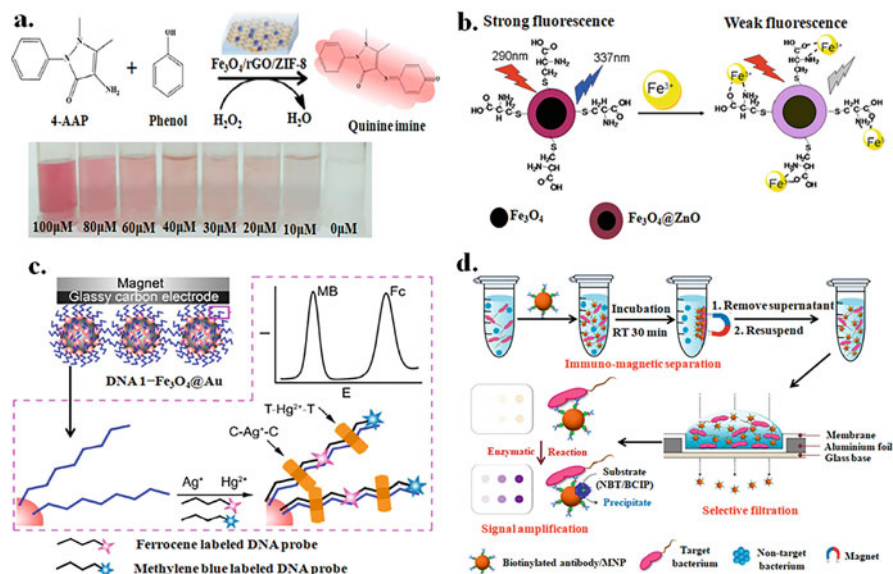 a.
4-AAP
+
Phenol
Fe₃O₄/rGO/ZIF-8
H₂O₂
H₂O
Quinine imine
OH
N
N
O
NH₂
100μM 80μM 60μM 40μM 30μM 20μM 10μM 0μM
b.
Strong fluorescence
Weak fluorescence
290nm
337nm
Fe³⁺
Fe₃O₄
Fe₃O₄@ZnO
c.
Magnet
Glassy carbon electrode
DNA 1−Fe₃O₄@Au
MB
Fc
I
E
T-Hg²⁺-T
C-Ag⁺-C
Ag⁺ Hg²⁺
Ferrocene labeled DNA probe
Methylene blue labeled DNA probe
d.
Incubation
RT 30 min
1. Remove supernatant
2. Resuspend
Immuno-magnetic separation
Membrane
Aluminium foil
Glass base
Enzymatic Reaction
Substrate
(NBT/BCIP)
Precipitate
Signal amplification
Selective filtration
Biotinylated antibody/MNP
Target
bacterium
Non-target
bacterium
Magnet